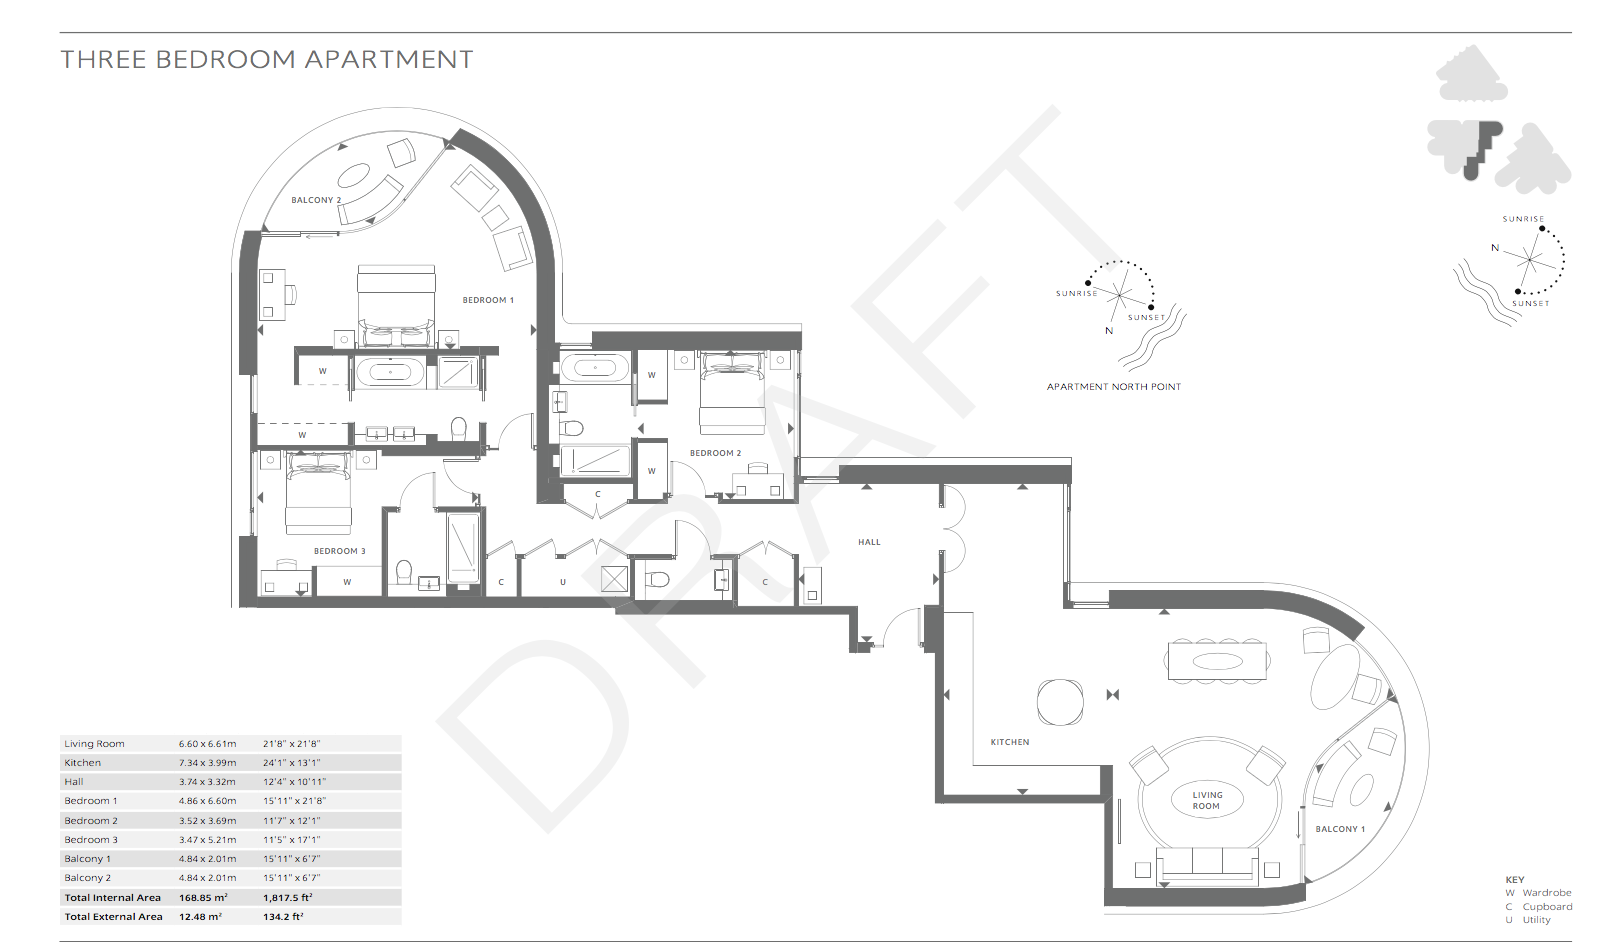 THREE BEDROOM APARTMENT
BALCONY 2
BEDROOM 1
SUNRISE
N
SUNSET
SUNRISE
SUNSET
N
APARTMENT NORTH POINT
W
W
W
BEDROOM 2
W
C
HALL
BEDROOM 3
W
C
U
C
KITCHEN
LIVING
ROOM
BALCONY 1
DRAFT
Living Room 6.60 x 6.61m 21'8" x 21'8"
Kitchen 7.34 x 3.99m 24'1" x 13'1"
Hall 3.74 x 3.32m 12'4" x 10'11"
Bedroom 1 4.86 x 6.60m 15'11" x 21'8"
Bedroom 2 3.52 x 3.69m 11'7" x 12'1"
Bedroom 3 3.47 x 5.21m 11'5" x 17'1"
Balcony 1 4.84 x 2.01m 15'11" x 6'7"
Balcony 2 4.84 x 2.01m 15'11" x 6'7"
Total Internal Area 168.85 m² 1,817.5 ft²
Total External Area 12.48 m² 134.2 ft²
KEY
W Wardrobe
C Cupboard
U Utility